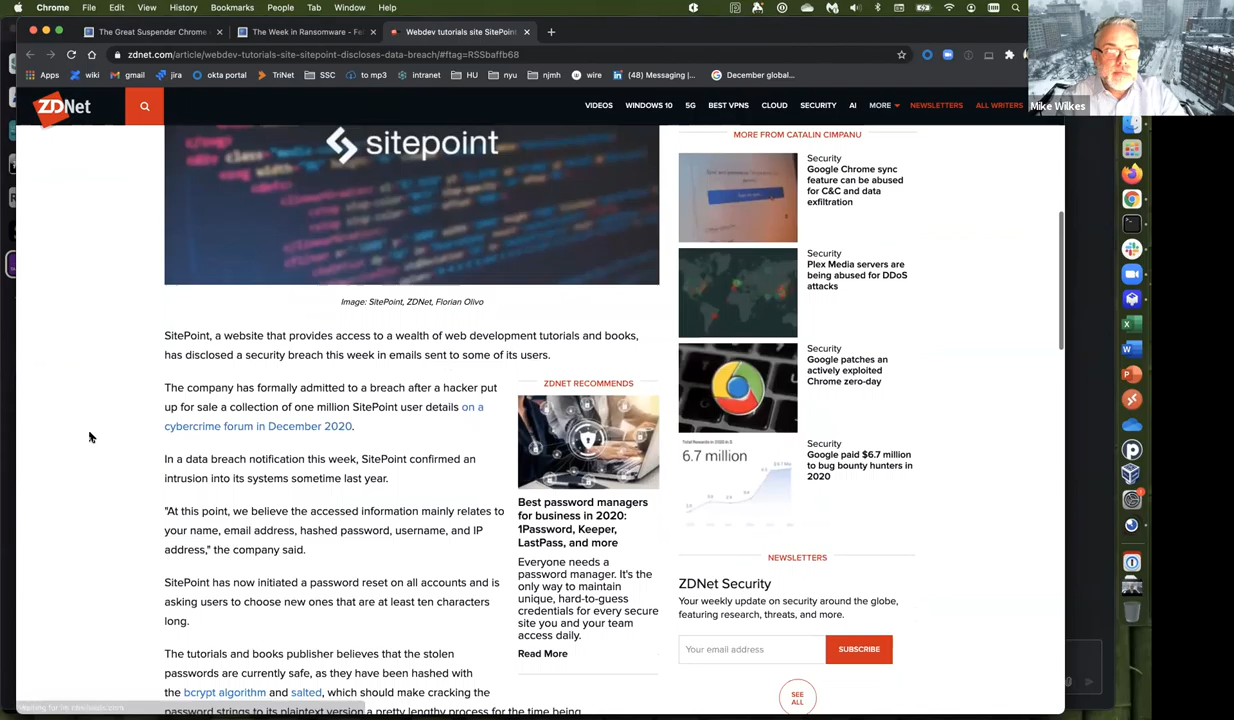 Chrome File Edit View History Bookmarks People Tab Window Help
The Great Suspender Chrome × The Week in Ransomware - Fe × Webdev tutorials site SitePoint × +
zdnet.com/article/webdev-tutorials-site-sitepoint-discloses-data-breach/#ftag=RSSbaffb68
Apps wiki gmail jira okta portal TriNet SSC to mp3 intranet HU nyu njmh wire (48) Messaging |... December global...
Mike Wilkes
ZDNet VIDEOS WINDOWS 10 5G BEST VPNS CLOUD SECURITY AI MORE NEWSLETTERS ALL WRITERS
sitepoint
Image: SitePoint, ZDNet, Florian Olivo
SitePoint, a website that provides access to a wealth of web development tutorials and books,
has disclosed a security breach this week in emails sent to some of its users.
The company has formally admitted to a breach after a hacker put
up for sale a collection of one million SitePoint user details on a
cybercrime forum in December 2020.
In a data breach notification this week, SitePoint confirmed an
intrusion into its systems sometime last year.
"At this point, we believe the accessed information mainly relates to
your name, email address, hashed password, username, and IP
address," the company said.
SitePoint has now initiated a password reset on all accounts and is
asking users to choose new ones that are at least ten characters
long.
The tutorials and books publisher believes that the stolen
passwords are currently safe, as they have been hashed with
the bcrypt algorithm and salted, which should make cracking the
password strings to its plaintext version a pretty lengthy process for the time being.
ZDNET RECOMMENDS
Best password managers
for business in 2020:
1Password, Keeper,
LastPass, and more
Everyone needs a
password manager. It's the
only way to maintain
unique, hard-to-guess
credentials for every secure
site you and your team
access daily.
Read More
MORE FROM CATALIN CIMPANU
Security
Google Chrome sync
feature can be abused
for C&C and data
exfiltration
Security
Plex Media servers are
being abused for DDoS
attacks
Security
Google patches an
actively exploited
Chrome zero-day
6.7 million
Security
Google paid $6.7 million
to bug bounty hunters in
2020
NEWSLETTERS
ZDNet Security
Your weekly update on security around the globe,
featuring research, threats, and more.
Your email address
SUBSCRIBE
SEE
ALL